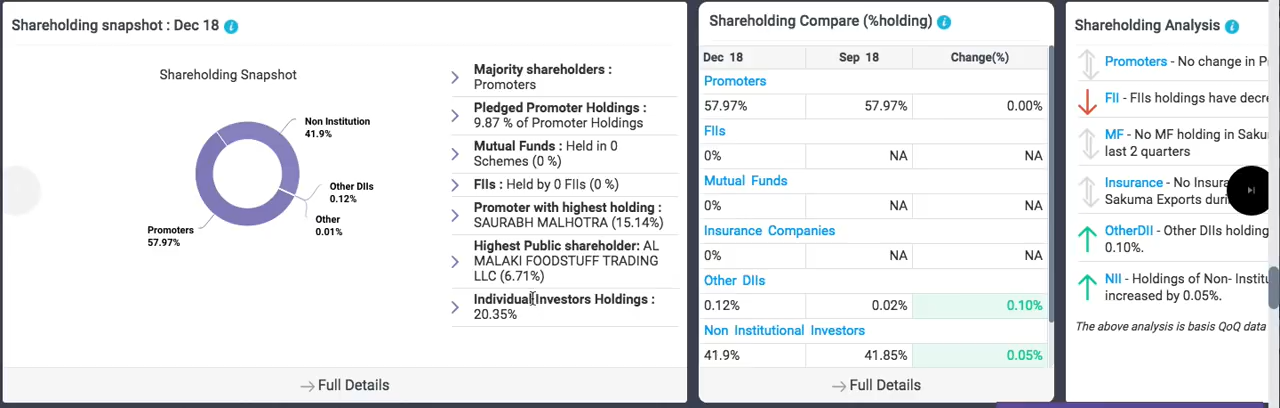 Shareholding snapshot : Dec 18
Shareholding Snapshot
Non Institution
41.9%
Other DIIs
0.12%
Other
0.01%
Promoters
57.97%
Majority shareholders :
Promoters
Pledged Promoter Holdings :
9.87 % of Promoter Holdings
Mutual Funds : Held in 0
Schemes (0 %)
FIIs : Held by 0 FIIs (0 %)
Promoter with highest holding :
SAURABH MALHOTRA (15.14%)
Highest Public shareholder: AL
MALAKI FOODSTUFF TRADING
LLC (6.71%)
Individual Investors Holdings :
20.35%
Full Details
Shareholding Compare (%holding)
Dec 18 Sep 18 Change(%)
Promoters
57.97% 57.97% 0.00%
FIIs
0% NA NA
Mutual Funds
0% NA NA
Insurance Companies
0% NA NA
Other DIIs
0.12% 0.02% 0.10%
Non Institutional Investors
41.9% 41.85% 0.05%
Full Details
Shareholding Analysis
Promoters - No change in P
FII - FIIs holdings have decre
MF - No MF holding in Saku
last 2 quarters
Insurance - No Insura
Sakuma Exports duri
OtherDII - Other DIIs holding
0.10%.
NII - Holdings of Non- Institu
increased by 0.05%.
The above analysis is basis QoQ data